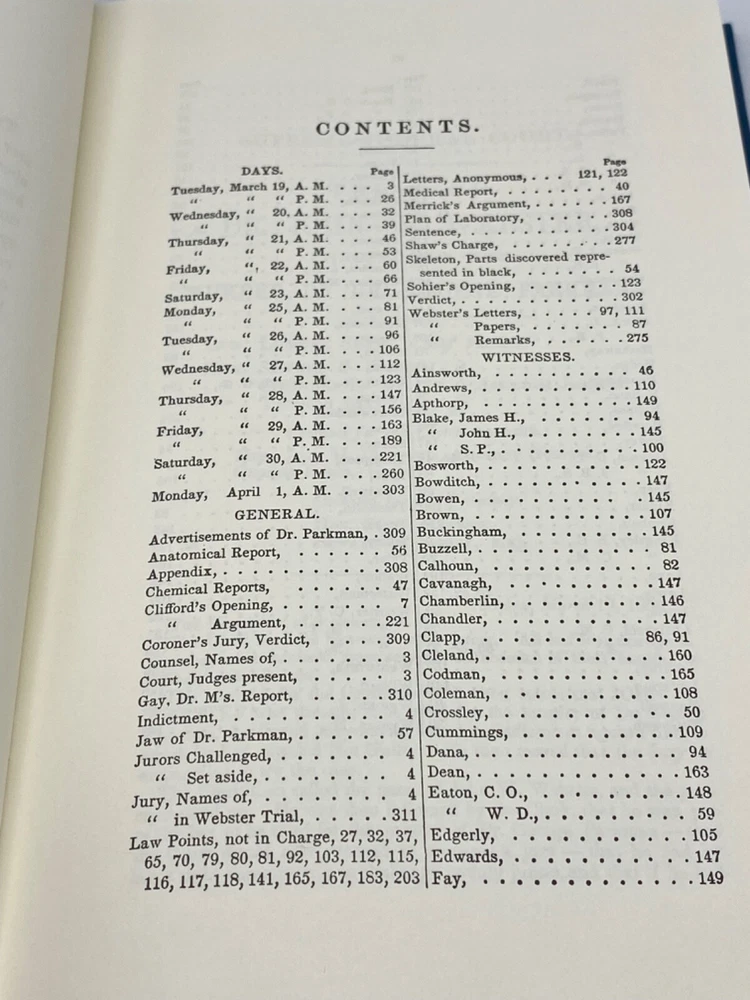 CONTENTS.
DAYS. Page
Tuesday, March 19, A. M. . . . 3
“ “ “ P. M. . . . 26
Wednesday, “ 20, A. M. . . . 32
“ “ “ P. M. . . . 39
Thursday, “ 21, A. M. . . . 46
“ “ “ P. M. . . . 53
Friday, “, 22, A. M. . . . 60
“ “ “ P. M. . . . 66
Saturday, “ 23, A. M. . . . 71
Monday, “ 25, A. M. . . . 81
“ “ “ P. M. . . . 91
Tuesday, “ 26, A. M. . . . 96
“ “ “ P. M. . . . 106
Wednesday, “ 27, A. M. . . . 112
“ “ “ P. M. . . . 123
Thursday, “ 28, A. M. . . . 147
“ “ “ P. M. . . . 156
Friday, “ 29, A. M. . . . 163
“ “ “ P. M. . . . 189
Saturday, “ 30, A. M. . . . 221
“ “ “ P. M. . . . 260
Monday, April 1, A. M. . . . 303
GENERAL.
Advertisements of Dr. Parkman, . 309
Anatomical Report, . . . . . . 56
Appendix, . . . . . . . . . . . 308
Chemical Reports, . . . . . . 47
Clifford's Opening, . . . . . . . 7
“ Argument, . . . . . . 221
Coroner's Jury, Verdict, . . . . 309
Counsel, Names of, . . . . . . . 3
Court, Judges present, . . . . . 3
Gay, Dr. M's. Report, . . . . . 310
Indictment, . . . . . . . . . . 4
Jaw of Dr. Parkman, . . . . . . 57
Jurors Challenged, . . . . . . . 4
“ Set aside, . . . . . . . . 4
Jury, Names of, . . . . . . . . 4
“ in Webster Trial, . . . . . 311
Law Points, not in Charge, 27, 32, 37,
65, 70, 79, 80, 81, 92, 103, 112, 115,
116, 117, 118, 141, 165, 167, 183, 203
Page
Letters, Anonymous, . . . 121, 122
Medical Report, . . . . . . . . 40
Merrick's Argument, . . . . . . 167
Plan of Laboratory, . . . . . . 308
Sentence, . . . . . . . . . . . 304
Shaw's Charge, . . . . . . . . 277
Skeleton, Parts discovered repre-
sented in black, . . . . . . . 54
Sohier's Opening, . . . . . . . 123
Verdict, . . . . . . . . . . . . 302
Webster's Letters, . . . . . 97, 111
“ Papers, . . . . . . . 87
“ Remarks, . . . . . . 275
WITNESSES.
Ainsworth, . . . . . . . . . . 46
Andrews, . . . . . . . . . . . 110
Apthorp, . . . . . . . . . . . 149
Blake, James H., . . . . . . . 94
“ John H., . . . . . . . . 145
“ S. P., . . . . . . . . . . 100
Bosworth, . . . . . . . . . . . 122
Bowditch, . . . . . . . . . . . 147
Bowen, . . . . . . . . . . . 145
Brown, . . . . . . . . . . . . 107
Buckingham, . . . . . . . . . 145
Buzzell, . . . . . . . . . . . . 81
Calhoun, . . . . . . . . . . . 82
Cavanagh, . . . . . . . . . . 147
Chamberlin, . . . . . . . . . . 146
Chandler, . . . . . . . . . . . 147
Clapp, . . . . . . . . . . 86, 91
Cleland, . . . . . . . . . . . . 160
Codman, . . . . . . . . . . . 165
Coleman, . . . . . . . . . . . 108
Crossley, . . . . . . . . . . . 50
Cummings, . . . . . . . . . . 109
Dana, . . . . . . . . . . . . . 94
Dean, . . . . . . . . . . . . . 163
Eaton, C. O., . . . . . . . . . 148
“ W. D., . . . . . . . . . 59
Edgerly, . . . . . . . . . . . 105
Edwards, . . . . . . . . . . . 147
Fay, . . . . . . . . . . . . . 149